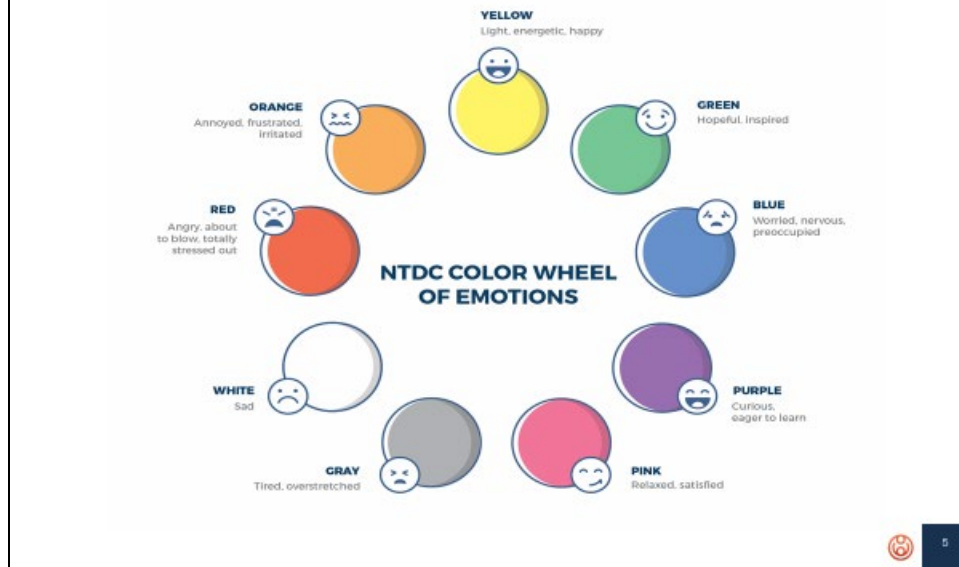 YELLOW
Light, energetic, happy
GREEN
Hopeful, inspired
BLUE
Worried, nervous,
preoccupied
PURPLE
Curious,
eager to learn
PINK
Relaxed, satisfied
GRAY
Tired, overstretched
WHITE
Sad
RED
Angry, about
to blow, totally
stressed out
ORANGE
Annoyed, frustrated,
irritated
NTDC COLOR WHEEL
OF EMOTIONS
5